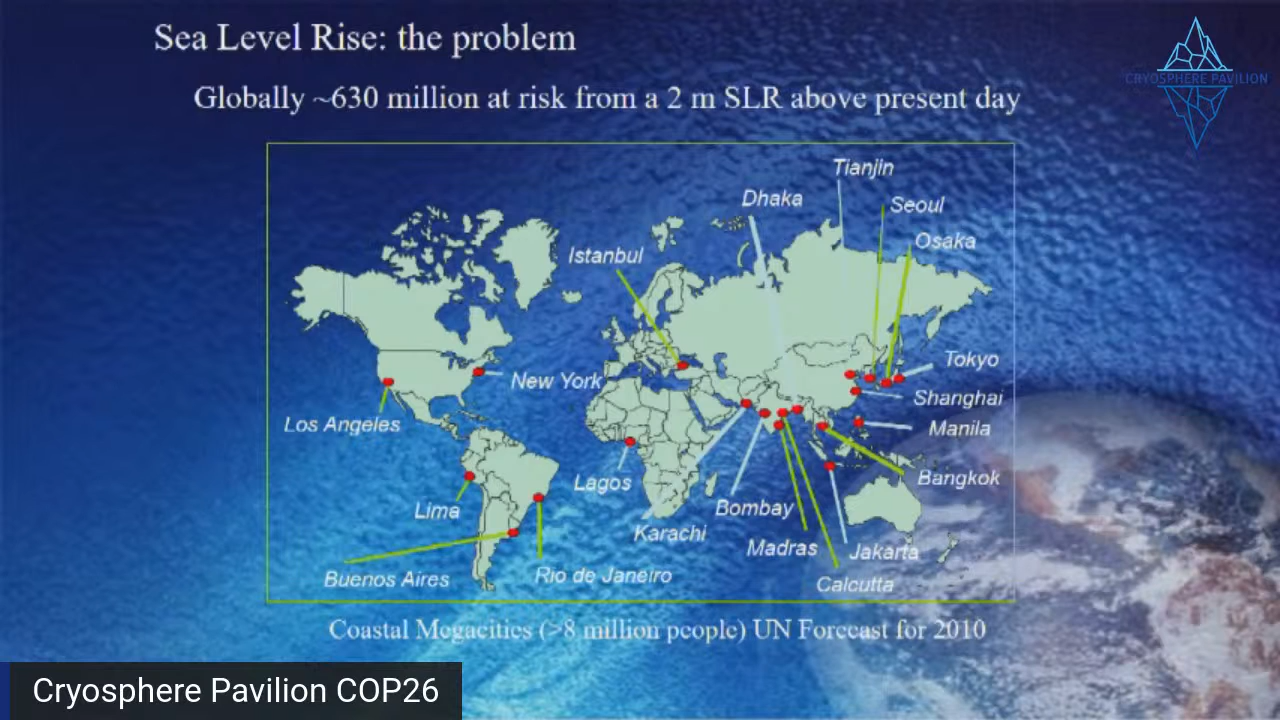 Sea Level Rise: the problem
CRYOSPHERE PAVILION
Globally ~630 million at risk from a 2 m SLR above present day
Tianjin
Dhaka
Seoul
Osaka
Istanbul
Tokyo
New York
Shanghai
Los Angeles
Manila
Bangkok
Lagos
Lima
Bombay
Karachi
Madras
Jakarta
Buenos Aires
Rio de Janeiro
Calcutta
Coastal Megacities (>8 million people) UN Forecast for 2010
Cryosphere Pavilion COP26